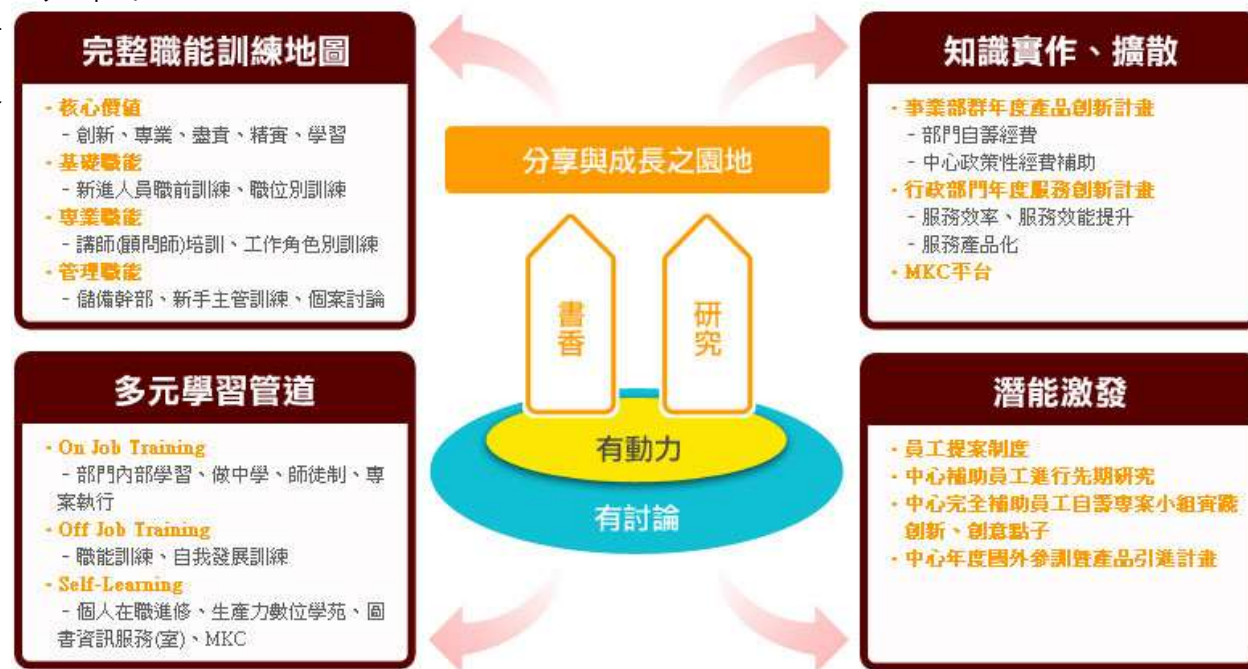 完整職能訓練地圖
· 核心價值
- 創新、專業、盡責、精實、學習
· 基礎職能
- 新進人員職前訓練、職位別訓練
· 專業職能
- 講師(顧問師)培訓、工作角色別訓練
· 管理職能
- 儲備幹部、新手主管訓練、個案討論
知識實作、擴散
· 事業部群年度產品創新計畫
- 部門自籌經費
- 中心政策性經費補助
· 行政部門年度服務創新計畫
- 服務效率、服務效能提升
- 服務產品化
· MKC平台
分享與成長之園地
書香
研究
有動力
有討論
多元學習管道
· On Job Training
- 部門內部學習、做中學、師徒制、專
案執行
· Off Job Training
- 職能訓練、自我發展訓練
· Self-Learning
- 個人在職進修、生產力數位學苑、圖
書資訊服務(室)、MKC
潛能激發
· 員工提案制度
· 中心補助員工進行先期研究
· 中心完全補助員工自籌專案小組實踐
創新、創意點子
· 中心年度國外參訓暨產品引進計畫